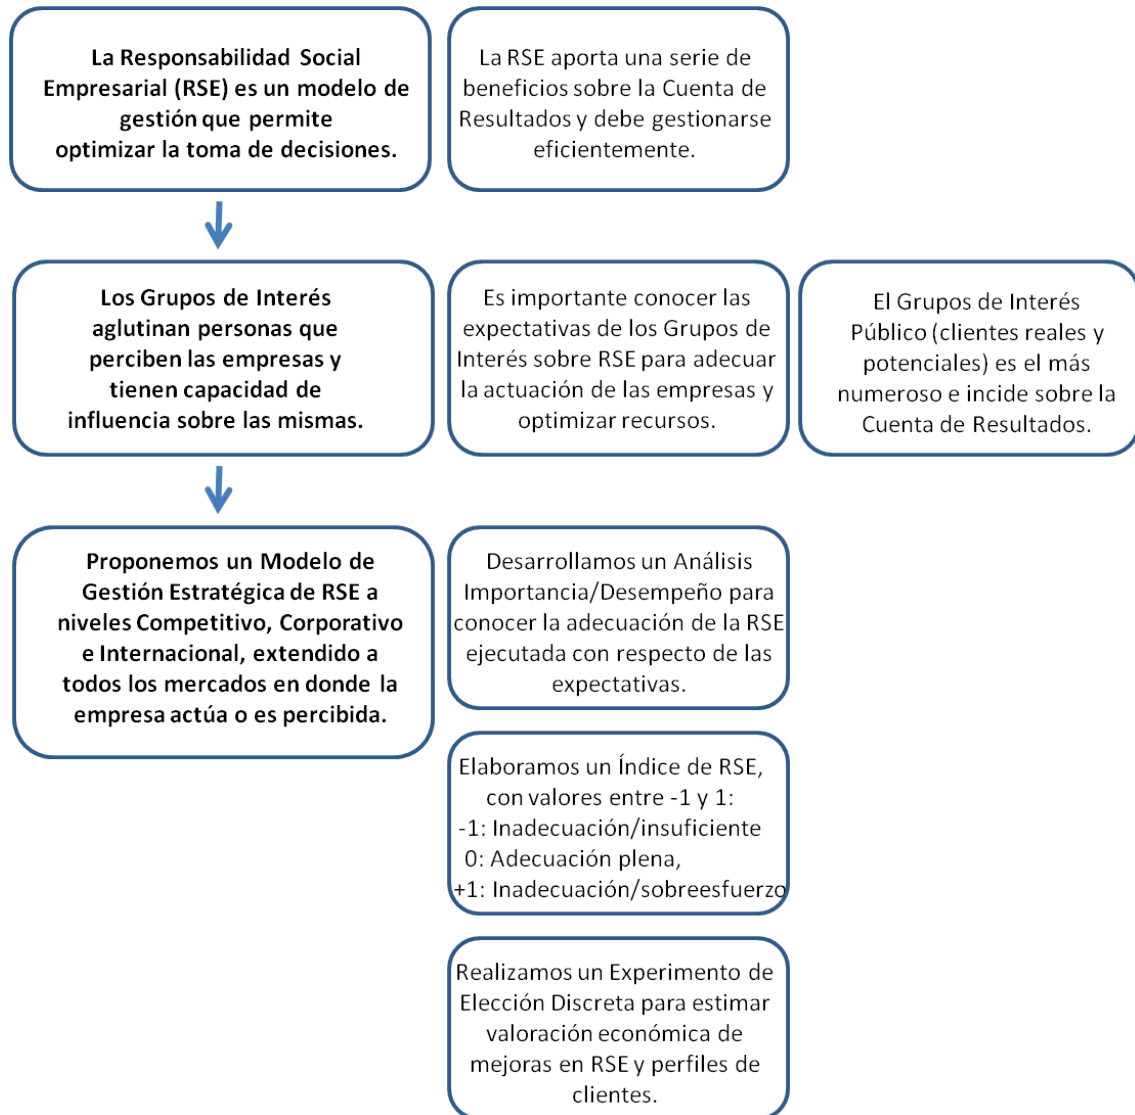 La Responsabilidad Social
Empresarial (RSE) es un modelo de
gestión que permite
optimizar la toma de decisiones.
La RSE aporta una serie de
beneficios sobre la Cuenta de
Resultados y debe gestionarse
eficientemente.
Los Grupos de Interés
aglutinan personas que
perciben las empresas y
tienen capacidad de
influencia sobre las mismas.
Es importante conocer las
expectativas de los Grupos de
Interés sobre RSE para adecuar
la actuación de las empresas y
optimizar recursos.
El Grupos de Interés
Público (clientes reales y
potenciales) es el más
numeroso e incide sobre la
Cuenta de Resultados.
Proponemos un Modelo de
Gestión Estratégica de RSE a
niveles Competitivo, Corporativo
e Internacional, extendido a
todos los mercados en donde la
empresa actúa o es percibida.
Desarrollamos un Análisis
Importancia/Desempeño para
conocer la adecuación de la RSE
ejecutada con respecto de las
expectativas.
Elaboramos un Índice de RSE,
con valores entre -1 y 1:
-1: Inadecuación/insuficiente
0: Adecuación plena,
+1: Inadecuación/sobreesfuerzo
Realizamos un Experimento de
Elección Discreta para estimar
valoración económica de
mejoras en RSE y perfiles de
clientes.